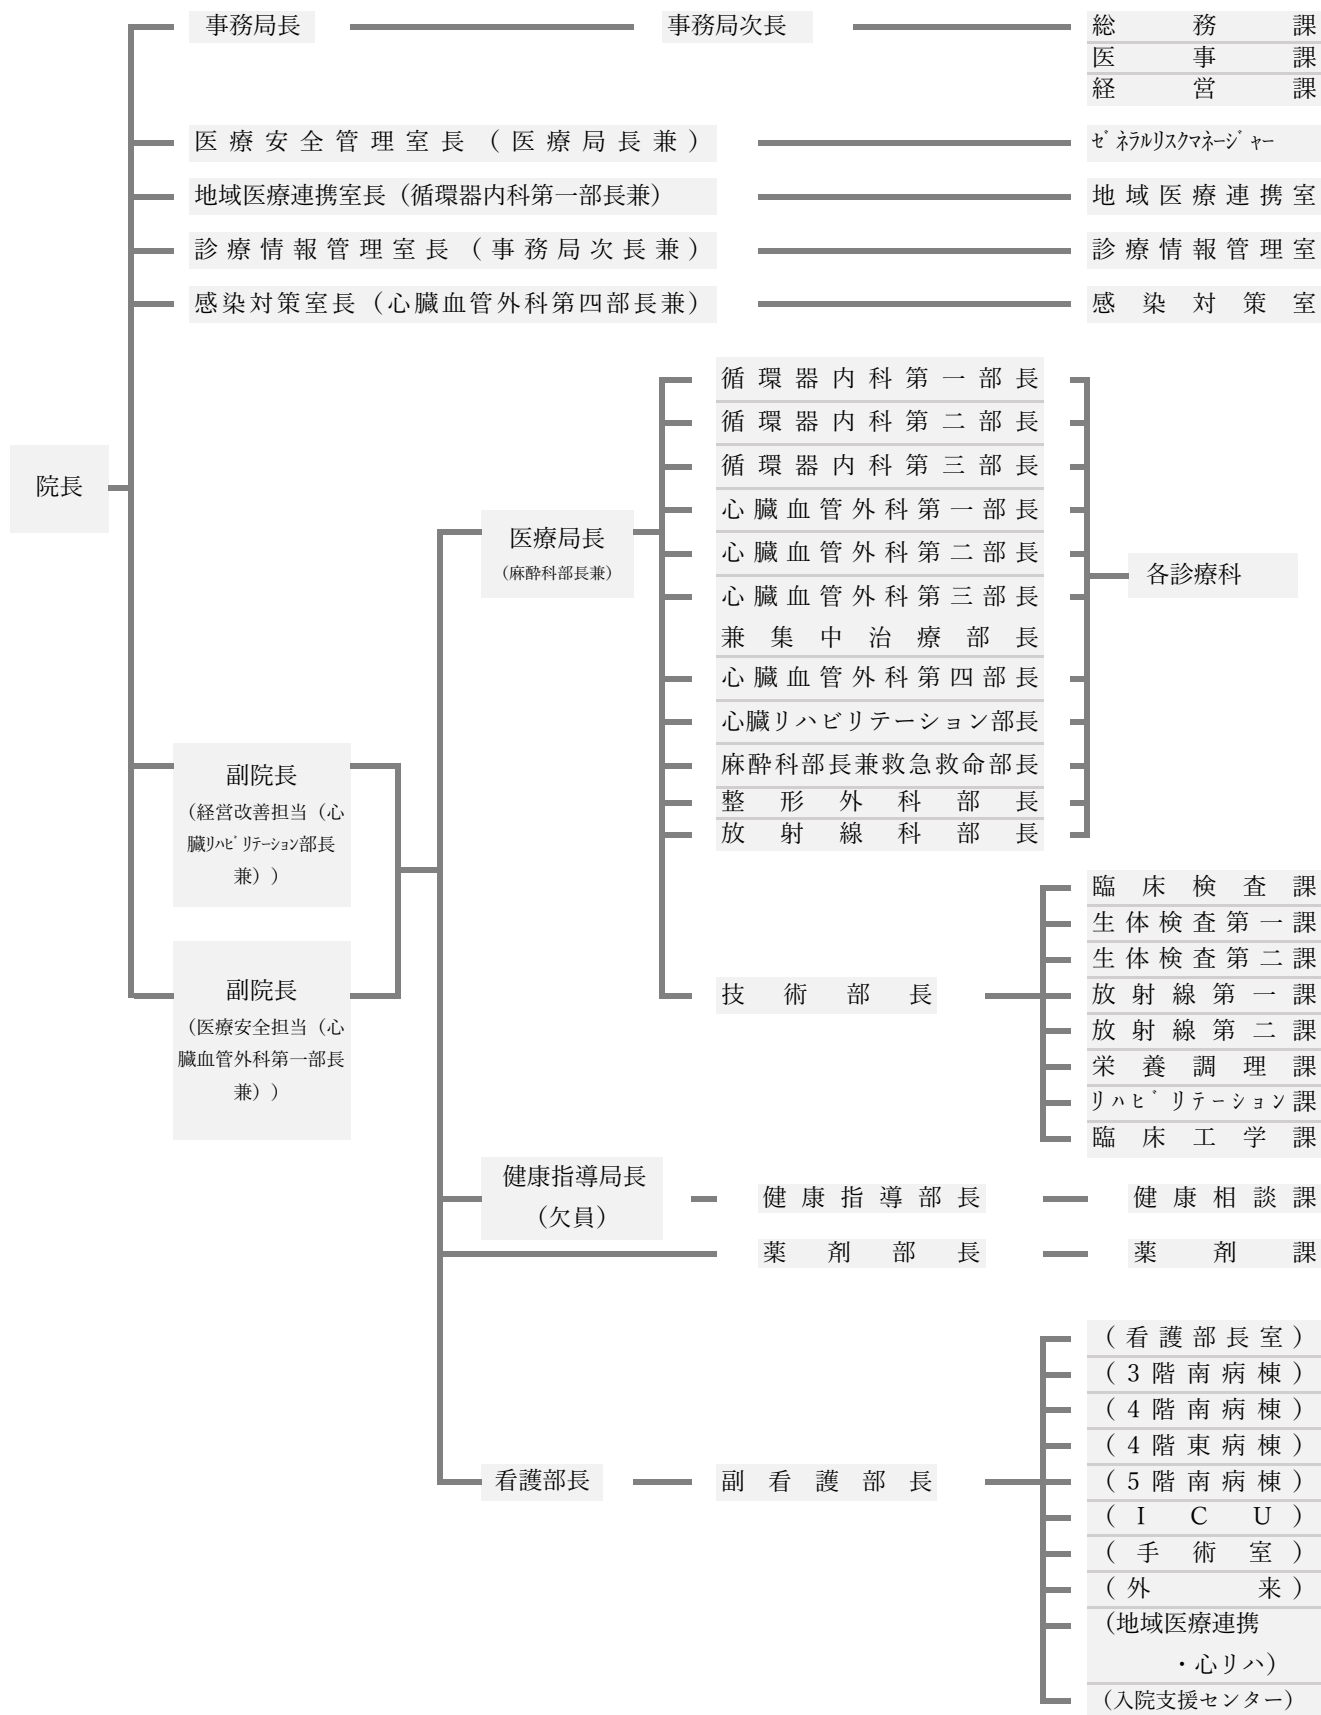 事務局長
事務局次長
総務課
医事課
経営課
医療安全管理室長（医療局長兼）
ｾﾞﾈﾗﾙﾘｽｸﾏﾈｰｼﾞｬｰ
地域医療連携室長（循環器内科第一部長兼）
地域医療連携室
診療情報管理室長（事務局次長兼）
診療情報管理室
感染対策室長（心臓血管外科第四部長兼）
感染対策室
院長
医療局長
（麻酔科部長兼）
循環器内科第一部長
循環器内科第二部長
循環器内科第三部長
心臓血管外科第一部長
心臓血管外科第二部長
心臓血管外科第三部長
兼集中治療部長
心臓血管外科第四部長
心臓リハビリテーション部長
麻酔科部長兼救急救命部長
整形外科部長
放射線科部長
各診療科
副院長
（経営改善担当（心
臓ﾘﾊﾋﾞﾘﾃｰｼｮﾝ部長
兼））
副院長
（医療安全担当（心
臓血管外科第一部長
兼））
技術部長
臨床検査課
生体検査第一課
生体検査第二課
放射線第一課
放射線第二課
栄養調理課
ﾘﾊﾋﾞﾘﾃｰｼｮﾝ課
臨床工学課
健康指導局長
（欠員）
健康指導部長
健康相談課
薬剤部長
薬剤課
看護部長
副看護部長
（看護部長室）
（3階南病棟）
（4階南病棟）
（4階東病棟）
（5階南病棟）
（ICU）
（手術室）
（外来）
（地域医療連携
・心リハ）
（入院支援センター）